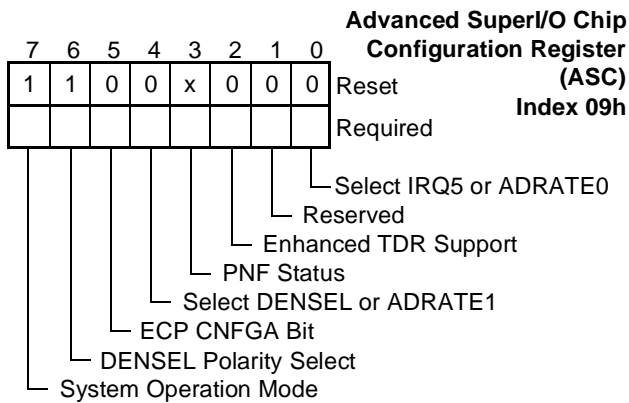 Advanced SuperI/O Chip
Configuration Register
(ASC)
Index 09h
7 6 5 4 3 2 1 0
1 1 0 0 x 0 0 0 Reset
Required
Select IRQ5 or ADRATE0
Reserved
Enhanced TDR Support
PNF Status
Select DENSEL or ADRATE1
ECP CNFGA Bit
DENSEL Polarity Select
System Operation Mode